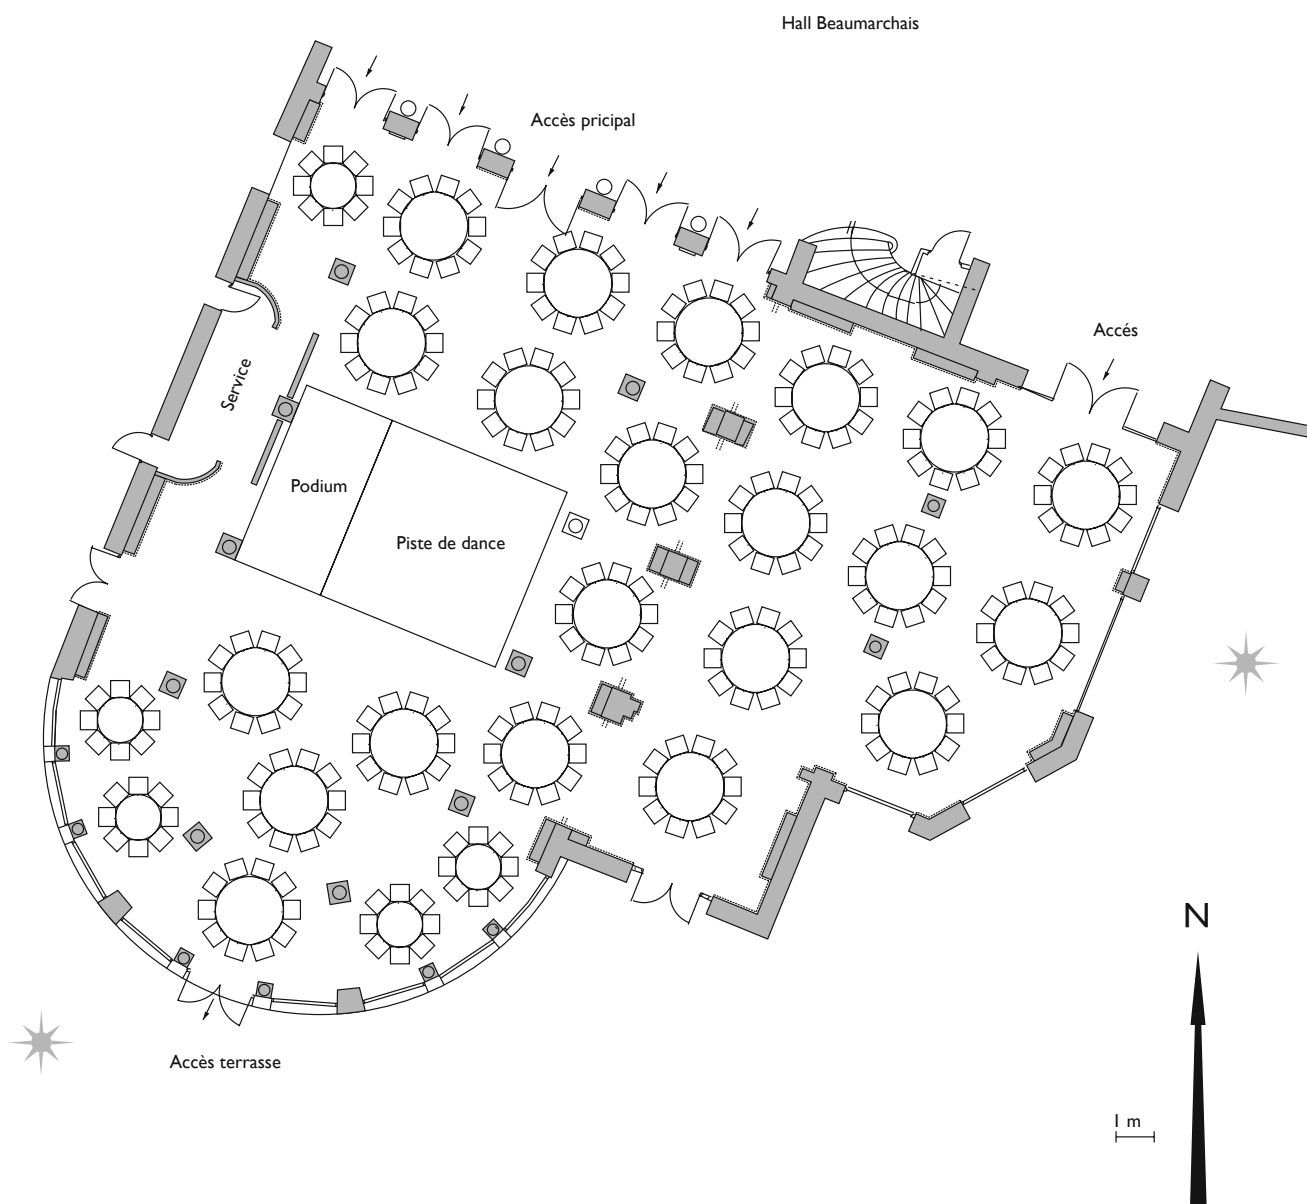 Hall Beaumarchais
Accès pricipal
Accés
Service
Podium
Piste de dance
N
Accès terrasse
1 m